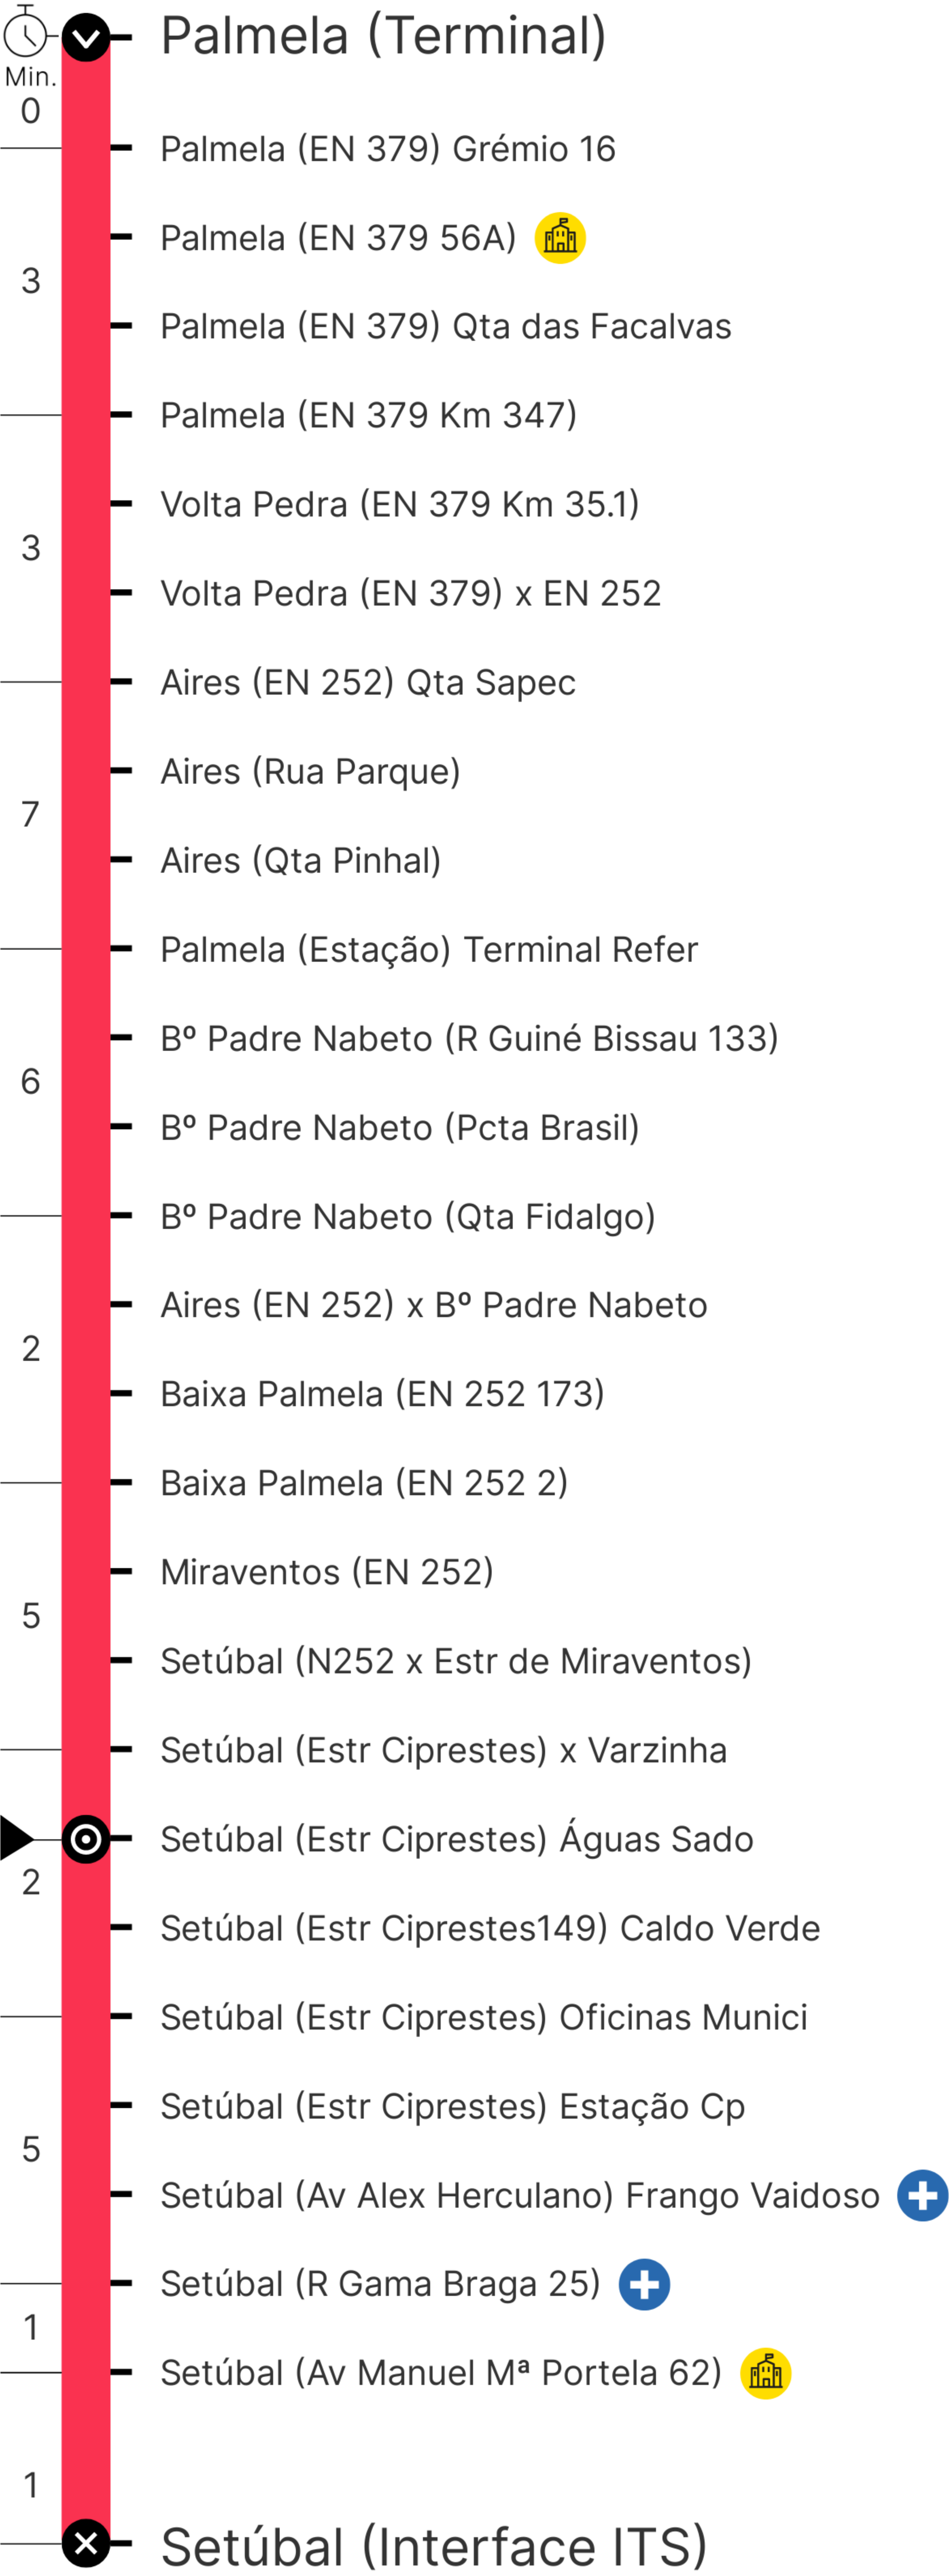 Palmela (Terminal)
Min.
0
Palmela (EN 379) Grémio 16
Palmela (EN 379 56A)
3
Palmela (EN 379) Qta das Facalvas
Palmela (EN 379 Km 347)
Volta Pedra (EN 379 Km 35.1)
3
Volta Pedra (EN 379) x EN 252
Aires (EN 252) Qta Sapec
Aires (Rua Parque)
7
Aires (Qta Pinhal)
Palmela (Estação) Terminal Refer
Bº Padre Nabeto (R Guiné Bissau 133)
6
Bº Padre Nabeto (Pcta Brasil)
Bº Padre Nabeto (Qta Fidalgo)
Aires (EN 252) x Bº Padre Nabeto
2
Baixa Palmela (EN 252 173)
Baixa Palmela (EN 252 2)
Miraventos (EN 252)
5
Setúbal (N252 x Estr de Miraventos)
Setúbal (Estr Ciprestes) x Varzinha
Setúbal (Estr Ciprestes) Águas Sado
2
Setúbal (Estr Ciprestes149) Caldo Verde
Setúbal (Estr Ciprestes) Oficinas Munici
Setúbal (Estr Ciprestes) Estação Cp
5
Setúbal (Av Alex Herculano) Frango Vaidoso
Setúbal (R Gama Braga 25)
1
Setúbal (Av Manuel Mª Portela 62)
1
Setúbal (Interface ITS)